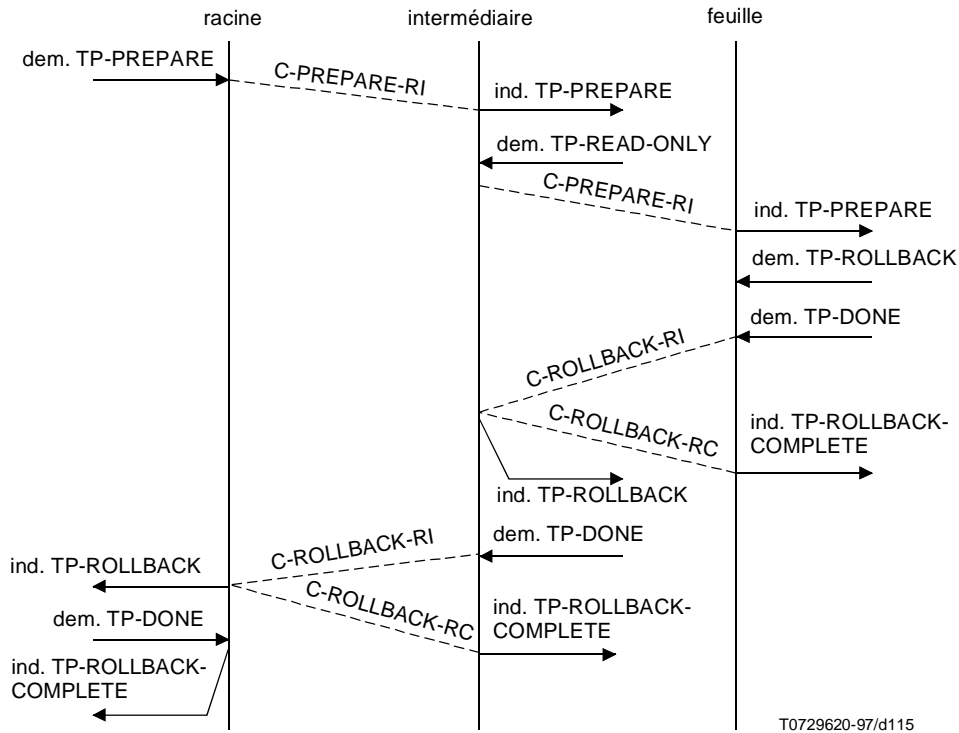 racine
intermédiaire
feuille
dem. TP-PREPARE
C-PREPARE-RI
ind. TP-PREPARE
dem. TP-READ-ONLY
C-PREPARE-RI
ind. TP-PREPARE
dem. TP-ROLLBACK
dem. TP-DONE
C-ROLLBACK-RI
C-ROLLBACK-RC
ind. TP-ROLLBACK-
COMPLETE
ind. TP-ROLLBACK
dem. TP-DONE
C-ROLLBACK-RI
ind. TP-ROLLBACK
C-ROLLBACK-RC
ind. TP-ROLLBACK-
COMPLETE
dem. TP-DONE
ind. TP-ROLLBACK-
COMPLETE
T0729620-97/d115